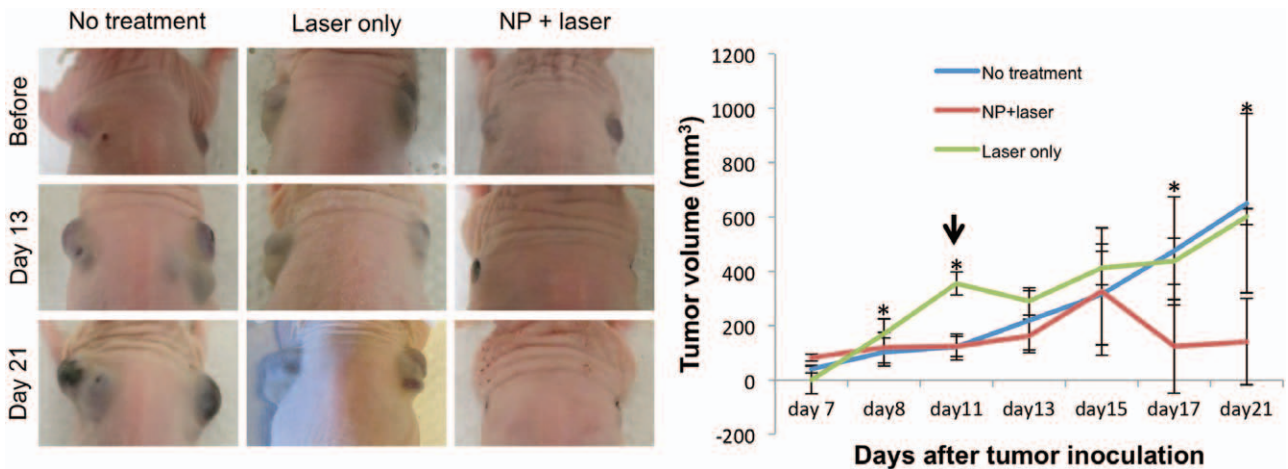 No treatment Laser only NP + laser
Before
Day 13
Day 21
1200
1000
800
600
400
200
0
-200
Tumor volume (mm³)
No treatment
NP+laser
Laser only
*
*
*
*
day 7 day8 day11 day13 day15 day17 day21
Days after tumor inoculation